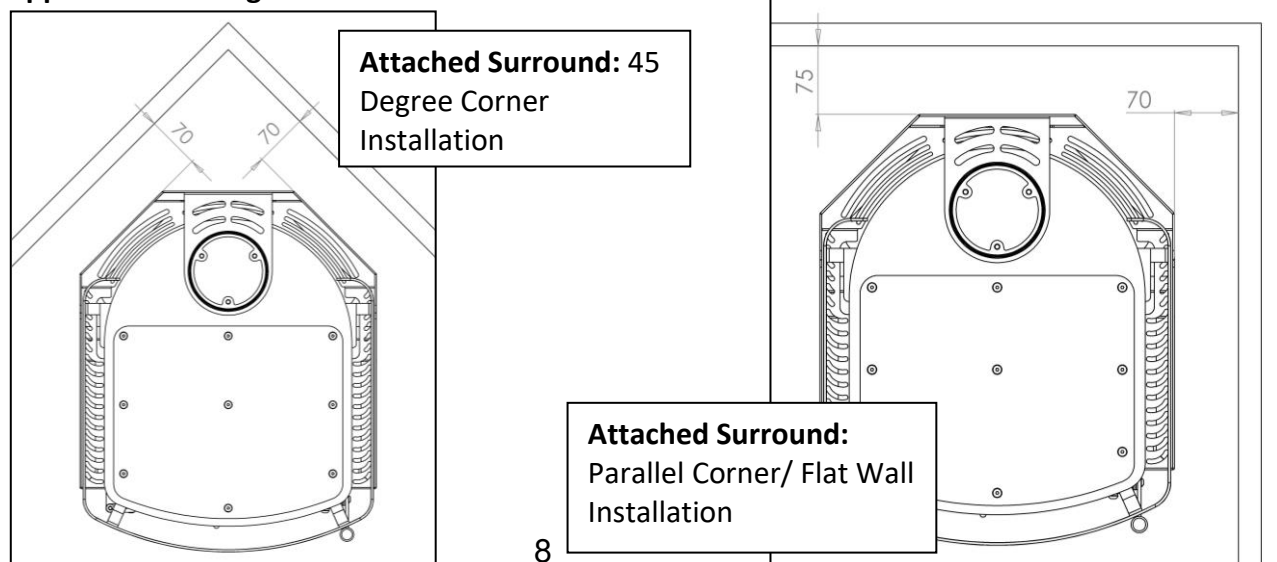 70
70
Attached Surround: 45
Degree Corner
Installation
75
70
Attached Surround:
Parallel Corner/ Flat Wall
Installation
8